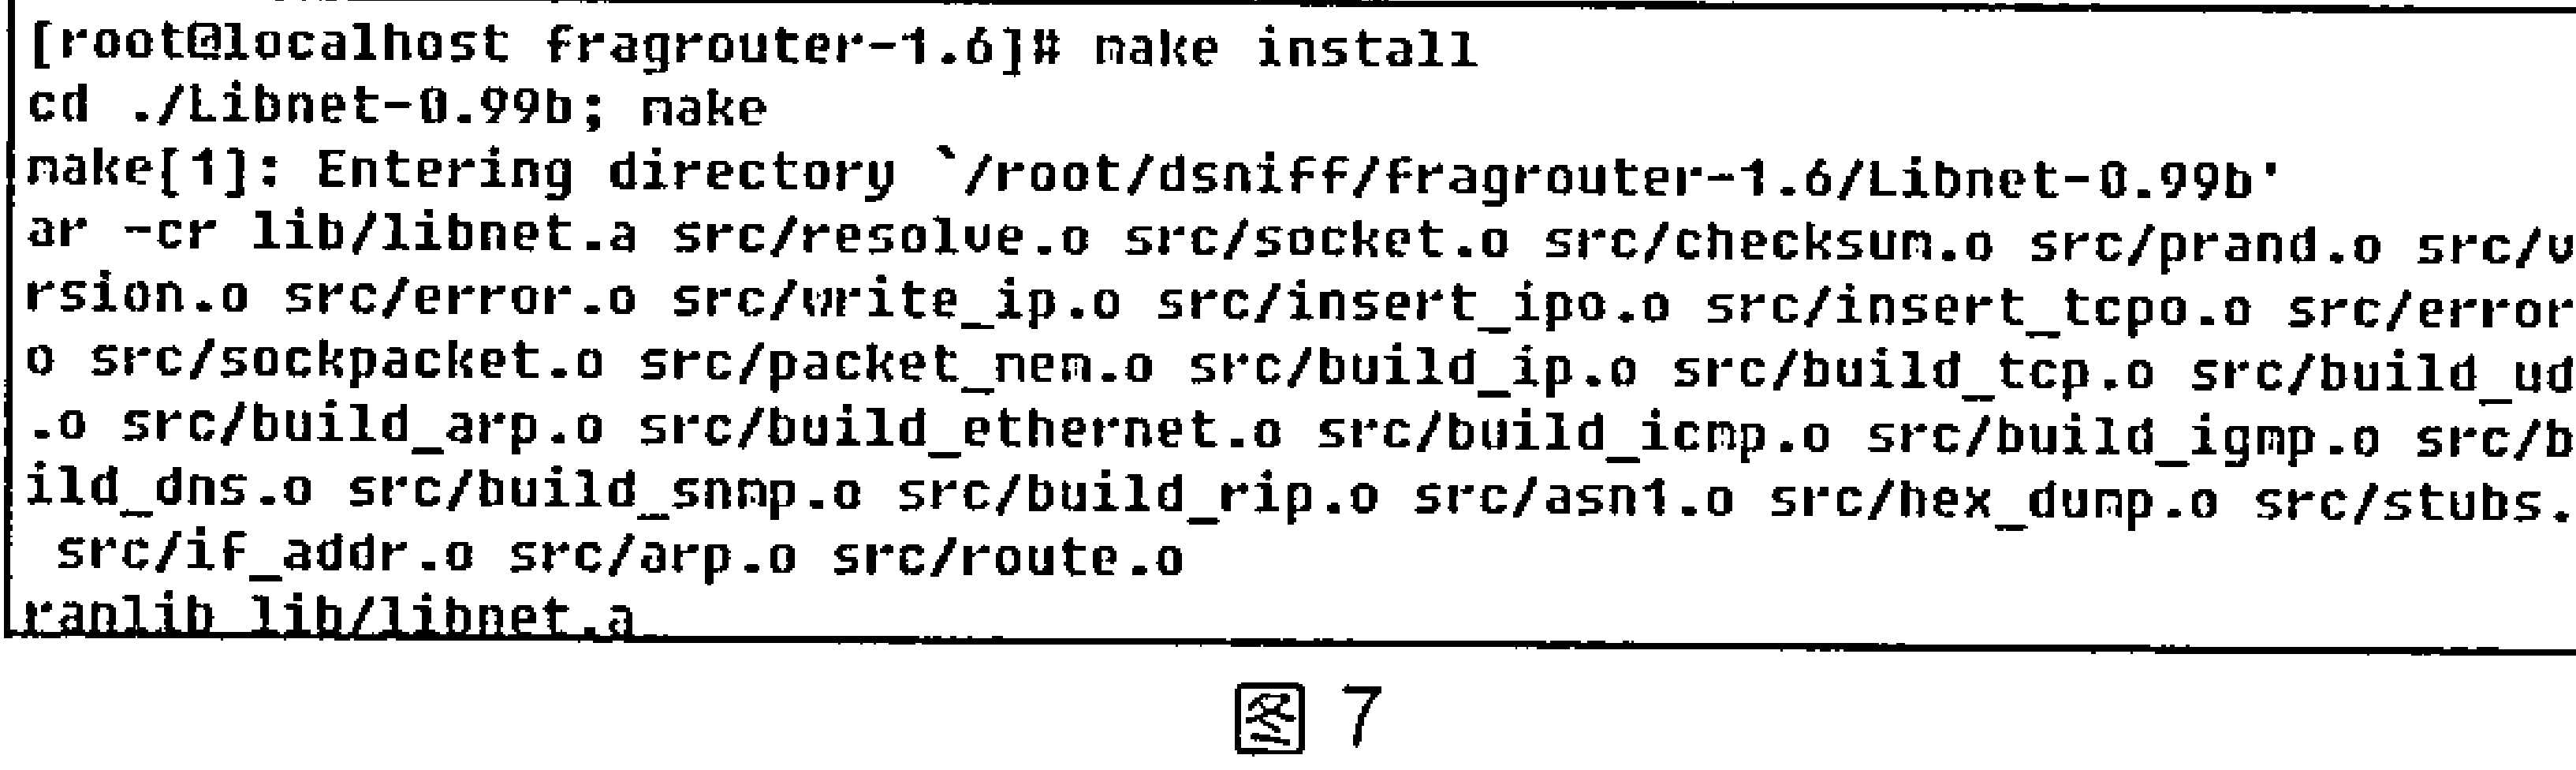 [root@localhost fragrouter-1.6]# make install
cd ./Libnet-0.99b; make
make[1]: Entering directory `/root/dsniff/fragrouter-1.6/Libnet-0.99b'
ar -cr lib/libnet.a src/resolve.o src/socket.o src/checksum.o src/prand.o src/v
rsion.o src/error.o src/write_ip.o src/insert_ipo.o src/insert_tcpo.o src/error
o src/sockpacket.o src/packet_mem.o src/build_ip.o src/build_tcp.o src/build_ud
.o src/build_arp.o src/build_ethernet.o src/build_icmp.o src/build_igmp.o src/b
ild_dns.o src/build_snmp.o src/build_rip.o src/asn1.o src/hex_dump.o src/stubs.
src/if_addr.o src/arp.o src/route.o
ranlib lib/libnet.a
图 7